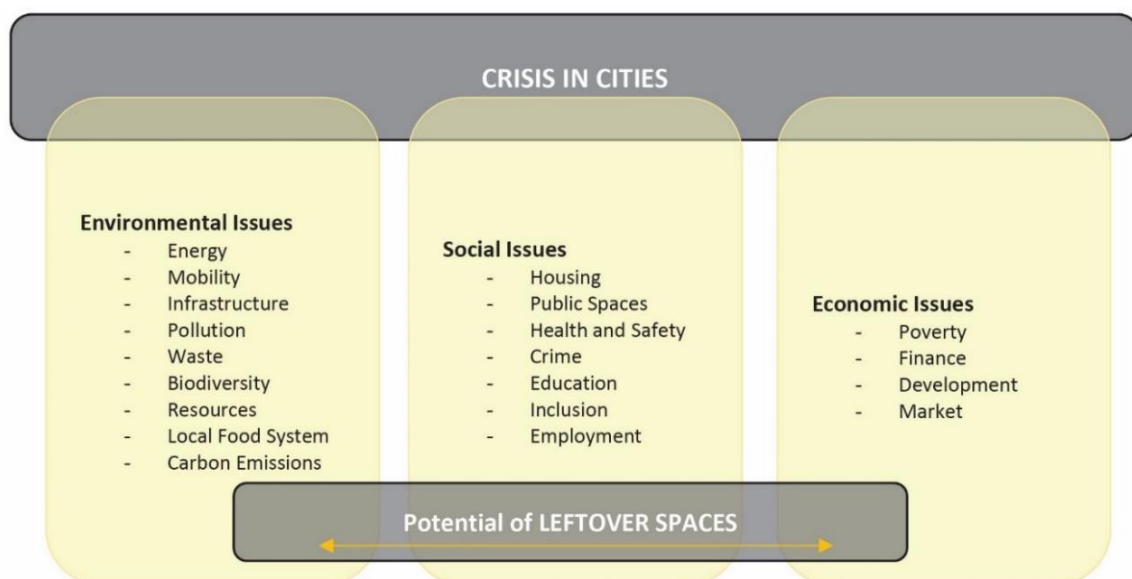 CRISIS IN CITIES
Environmental Issues
- Energy
- Mobility
- Infrastructure
- Pollution
- Waste
- Biodiversity
- Resources
- Local Food System
- Carbon Emissions
Social Issues
- Housing
- Public Spaces
- Health and Safety
- Crime
- Education
- Inclusion
- Employment
Economic Issues
- Poverty
- Finance
- Development
- Market
Potential of LEFTOVER SPACES